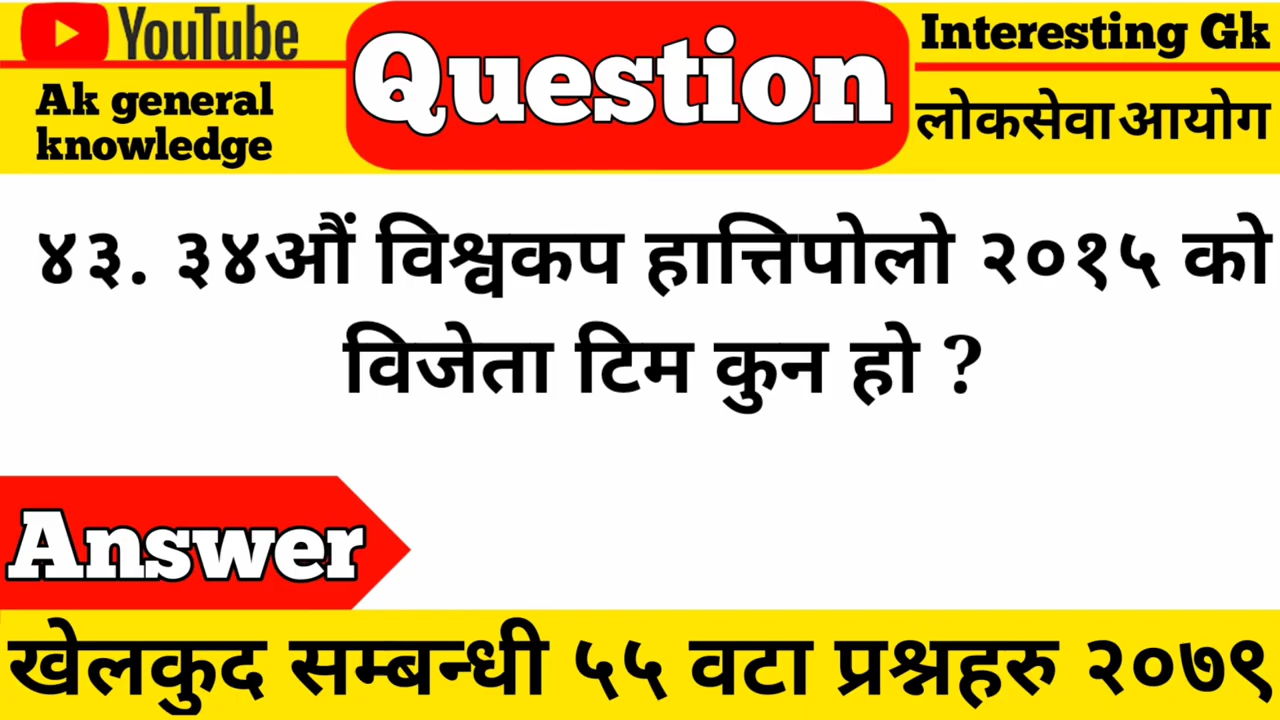 YouTube
Ak general
knowledge
Question
Interesting Gk
लोकसेवा आयोग
४३. ३४औं विश्वकप हात्तिपोलो २०१५ को
विजेता टिम कुन हो ?
Answer
खेलकुद सम्बन्धी ५५ वटा प्रश्नहरु २०७९